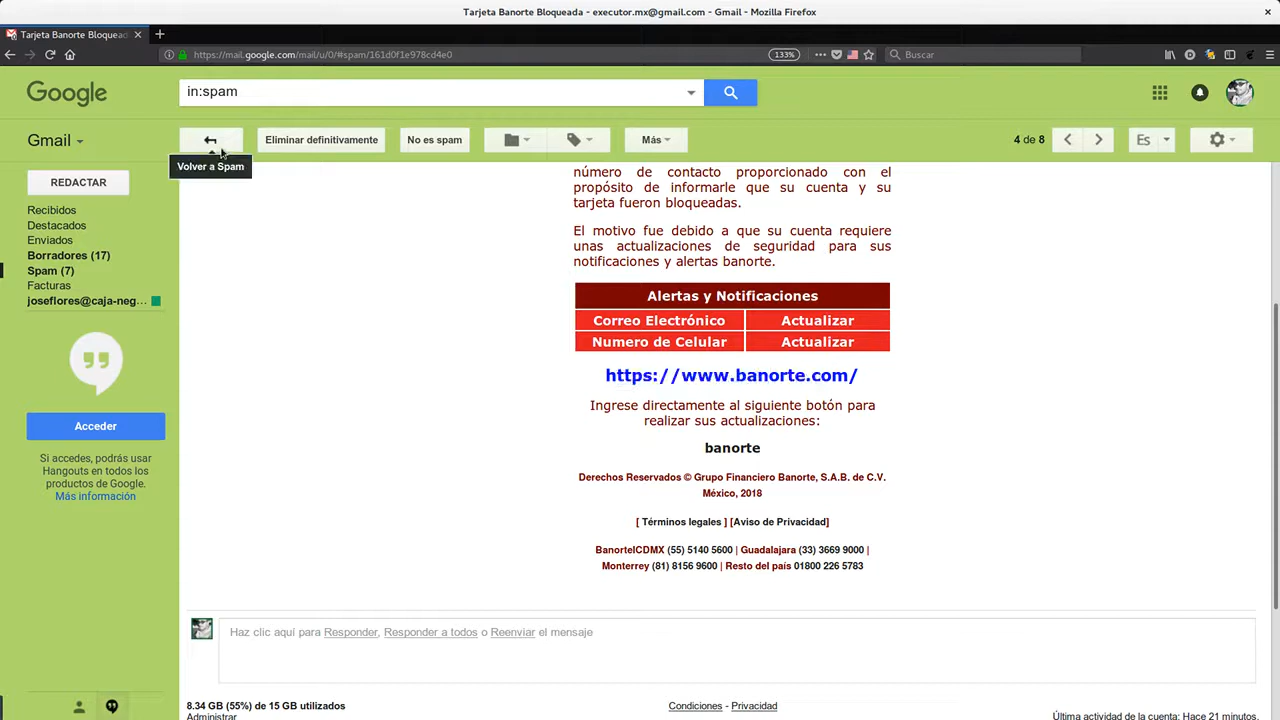 Tarjeta Banorte Bloqueada - executor.mx@gmail.com - Gmail - Mozilla Firefox
Tarjeta Banorte Bloquead
https://mail.google.com/mail/u/0/#spam/161d0f1e978cd4e0
133%
Buscar
Google
in:spam
Gmail
Eliminar definitivamente
No es spam
Más
4 de 8
Es
Volver a Spam
REDACTAR
Recibidos
Destacados
Enviados
Borradores (17)
Spam (7)
Facturas
joseflores@caja-neg...
Acceder
Si accedes, podrás usar
Hangouts en todos los
productos de Google.
Más información
número de contacto proporcionado con el
propósito de informarle que su cuenta y su
tarjeta fueron bloqueadas.
El motivo fue debido a que su cuenta requiere
unas actualizaciones de seguridad para sus
notificaciones y alertas banorte.
Alertas y Notificaciones
Correo Electrónico Actualizar
Numero de Celular Actualizar
https://www.banorte.com/
Ingrese directamente al siguiente botón para
realizar sus actualizaciones:
banorte
Derechos Reservados © Grupo Financiero Banorte, S.A.B. de C.V.
México, 2018
[ Términos legales ] [Aviso de Privacidad]
BanortelCDMX (55) 5140 5600 | Guadalajara (33) 3669 9000 |
Monterrey (81) 8156 9600 | Resto del país 01800 226 5783
Haz clic aquí para Responder, Responder a todos o Reenviar el mensaje
8.34 GB (55%) de 15 GB utilizados
Administrar
Condiciones - Privacidad
Última actividad de la cuenta: Hace 21 minutos.